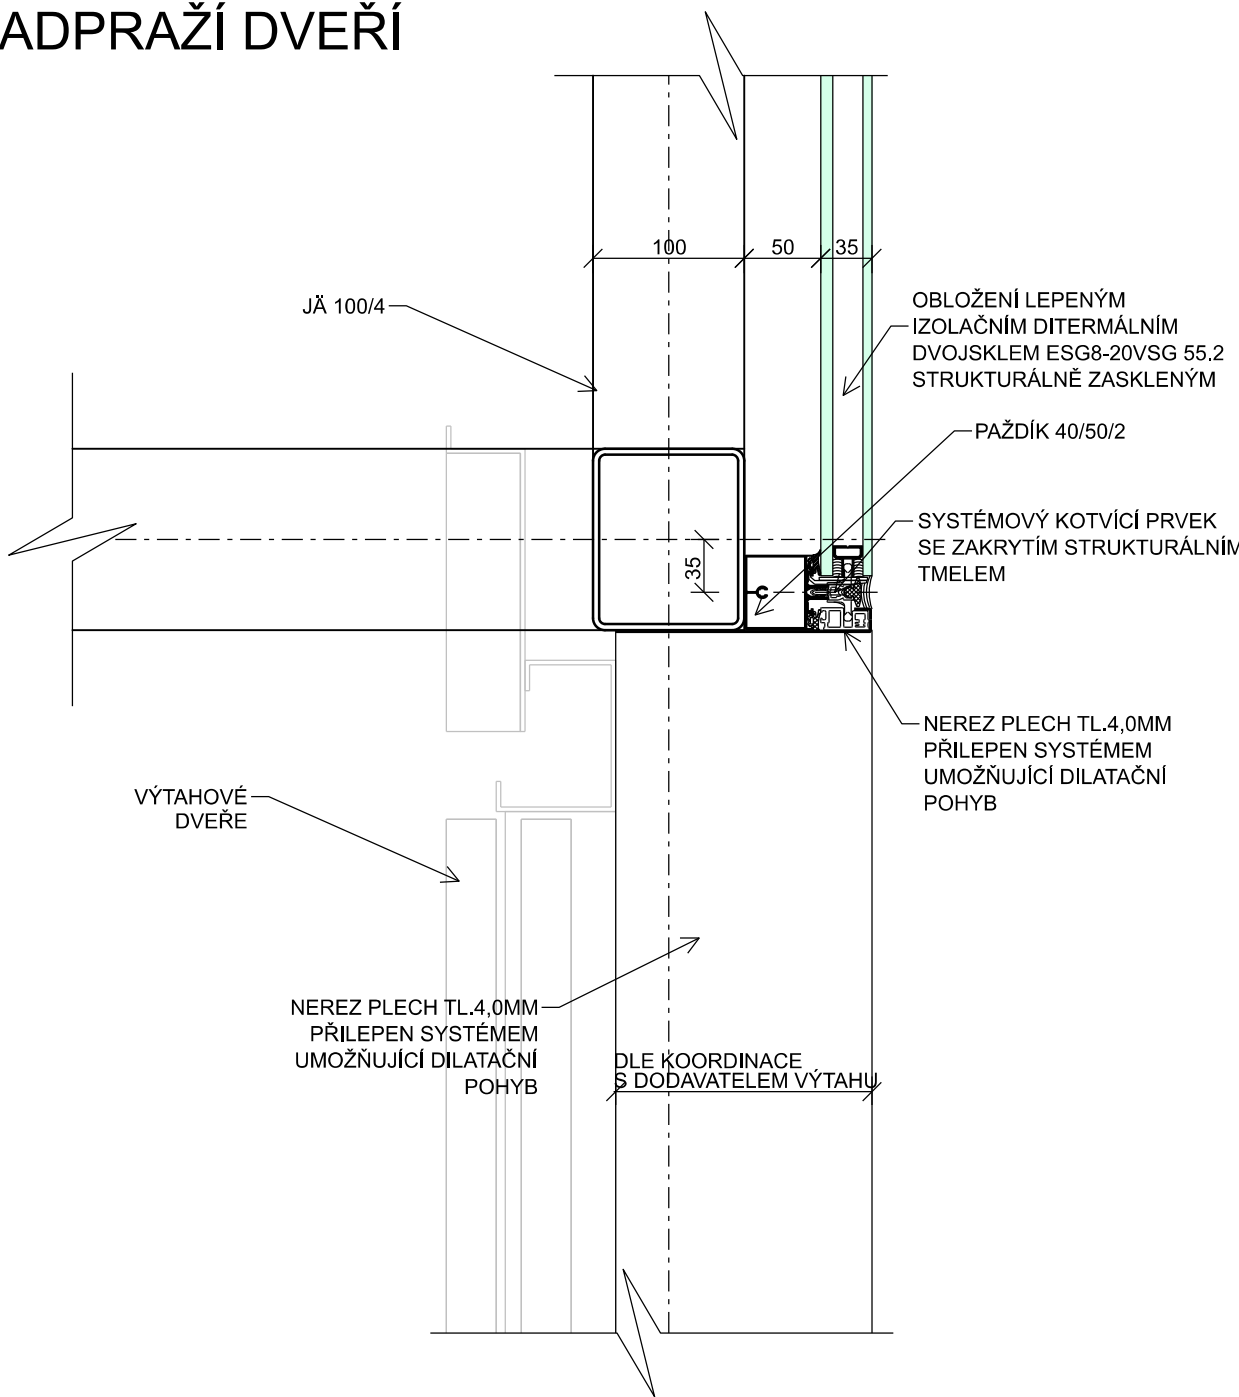 ADPRAŽÍ DVEŘÍ
100
50
35
JÄ 100/4
OBLOŽENÍ LEPENÝM
IZOLAČNÍM DITERMÁLNÍM
DVOJSKLEM ESG8-20VSG 55.2
STRUKTURÁLNĚ ZASKLENÝM
PAŽDÍK 40/50/2
SYSTÉMOVÝ KOTVÍCÍ PRVEK
SE ZAKRYTÍM STRUKTURÁLNÍM
TMELEM
35
NEREZ PLECH TL.4,0MM
PŘILEPEN SYSTÉMEM
UMOŽŇUJÍCÍ DILATAČNÍ
POHYB
VÝTAHOVÉ
DVEŘE
NEREZ PLECH TL.4,0MM
PŘILEPEN SYSTÉMEM
UMOŽŇUJÍCÍ DILATAČNÍ
POHYB
DLE KOORDINACE
S DODAVATELEM VÝTAHU